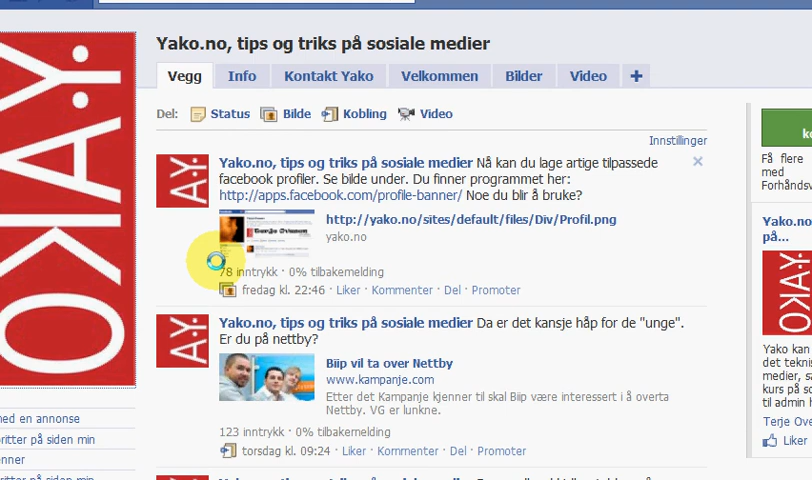 Yako.no, tips og triks på sosiale medier
Vegg Info Kontakt Yako Velkommen Bilder Video +
Del: Status Bilde Kobling Video
Innstillinger
Yako.no, tips og triks på sosiale medier Nå kan du lage artige tilpassede
facebook profiler. Se bilde under. Du finner programmet her:
http://apps.facebook.com/profile-banner/ Noe du blir å bruke?
http://yako.no/sites/default/files/Div/Profil.png
yako.no
78 inntrykk · 0% tilbakemelding
fredag kl. 22:46 · Liker · Kommenter · Del · Promoter
Yako.no, tips og triks på sosiale medier Da er det kansje håp for de "unge".
Er du på nettby?
Biip vil ta over Nettby
www.kampanje.com
Etter det Kampanje kjenner til skal Biip være interessert i å overta
Nettby. VG er lunkne.
123 inntrykk · 0% tilbakemelding
torsdag kl. 09:24 · Liker · Kommenter · Del · Promoter
YAKO
med en annonse
på siden min
på siden min
Få flere
med
Forhåndsv
Yako.no
på...
YAKO
Yako kan
det tekni
medier, sa
kurs på so
til admin h
Terje Ove
Liker